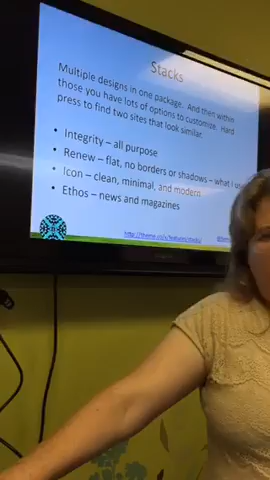 Stacks
Multiple designs in one package. And then within
those you have lots of options to customize. Hard
press to find two sites that look similar.
• Integrity – all purpose
• Renew – flat, no borders or shadows – what I use
• Icon – clean, minimal, and modern
• Ethos – news and magazines